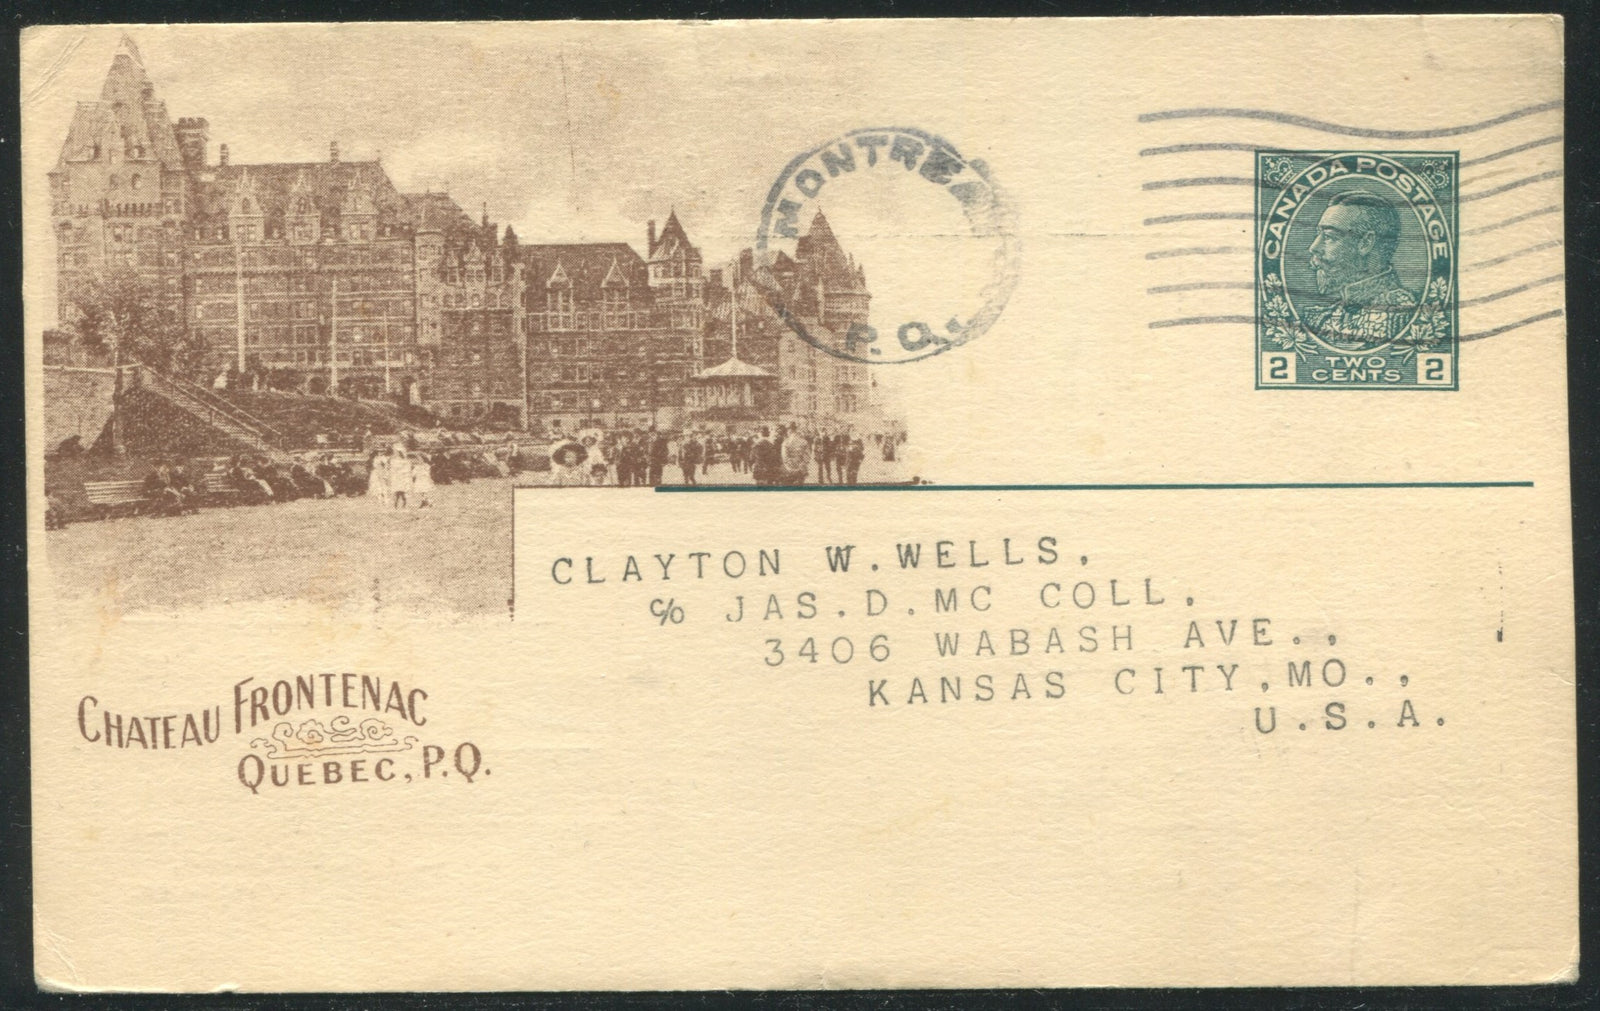 MONTREAL
P.Q.
CANADA POSTAGE
2 TWO CENTS 2
CLAYTON W. WELLS.
c/o JAS. D. MC COLL.
3406 WABASH AVE..
KANSAS CITY, MO..,
U.S.A.
CHATEAU FRONTENAC
QUEBEC, P.Q.